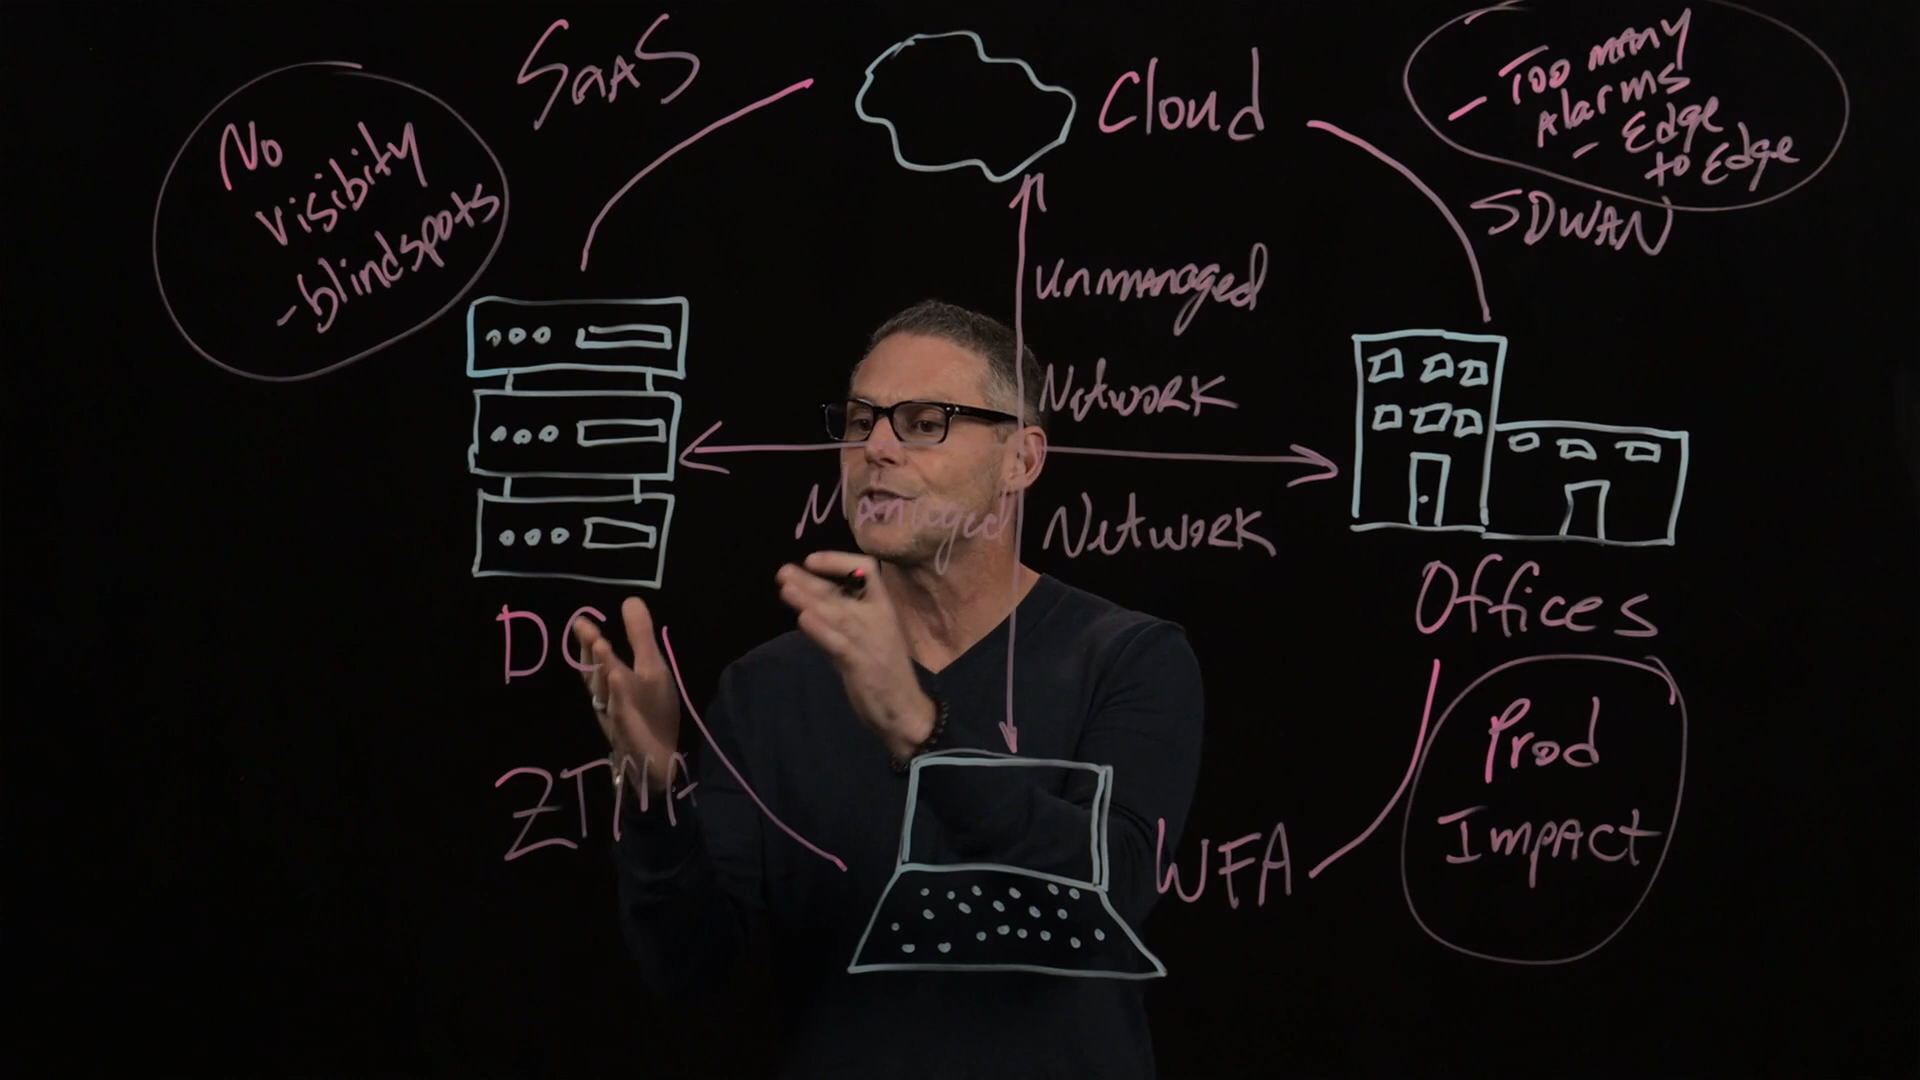 SaaS
Cloud
- Too many
Alarms
- Edge
to Edge
No
visibity
- blindspots
SDWAN
unmanaged
Network
Managed Network
Offices
DC
Prod
Impact
ZTNA
WFA